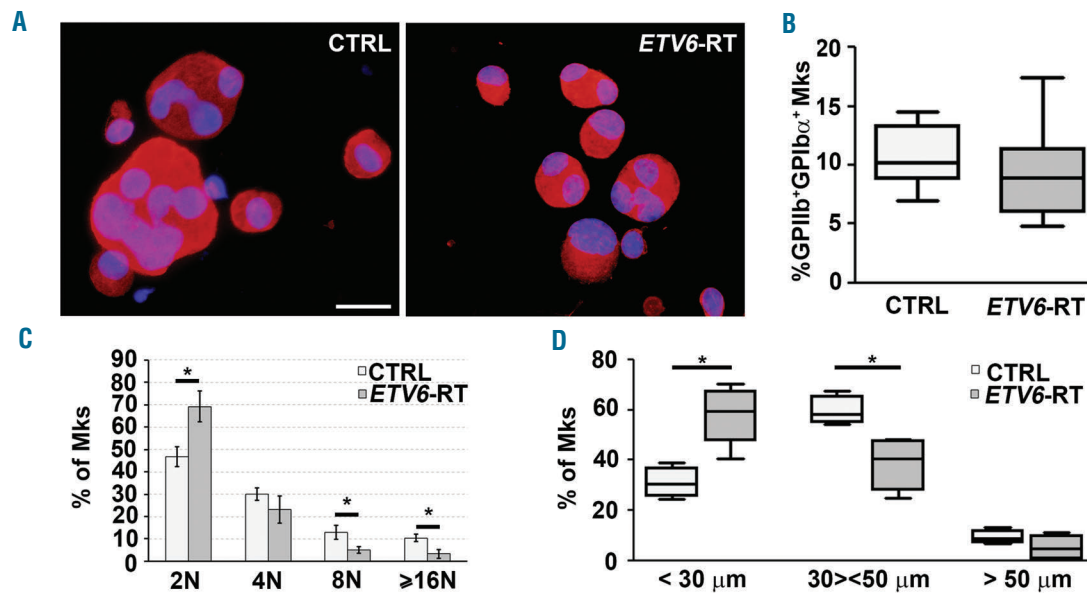 A
CTRL
ETV6-RT
B
%GPIIb+GPIbα+ Mks
20
15
10
5
0
CTRL
ETV6-RT
C
% of Mks
90
80
70
60
50
40
30
20
10
0
*
*
*
CTRL
ETV6-RT
2N
4N
8N
⩾16N
D
% of Mks
80
60
40
20
0
*
*
CTRL
ETV6-RT
< 30 μm
30><50 μm
> 50 μm